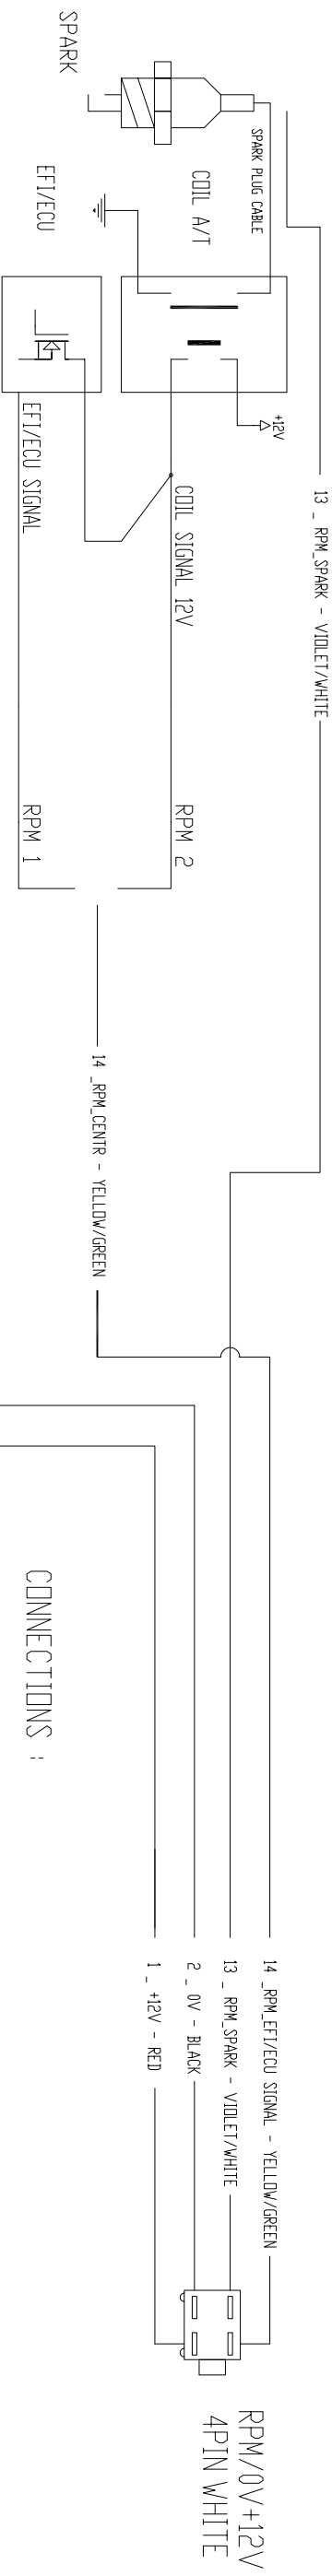 SPARK
SPARK PLUG CABLE
COIL A/T
EFI/ECU
+12V
13 _ RPM_SPARK - VIOLET/WHITE
COIL SIGNAL 12V
EFI/ECU SIGNAL
RPM 2
RPM 1
14 _RPM_CENTR - YELLOW/GREEN
CONNECTIONS :
14 _RPM_EFI/ECU SIGNAL - YELLOW/GREEN
13 _ RPM_SPARK - VIOLET/WHITE
2 _ 0V - BLACK
1 _ +12V - RED
RPM/0V+12V
4PIN WHITE